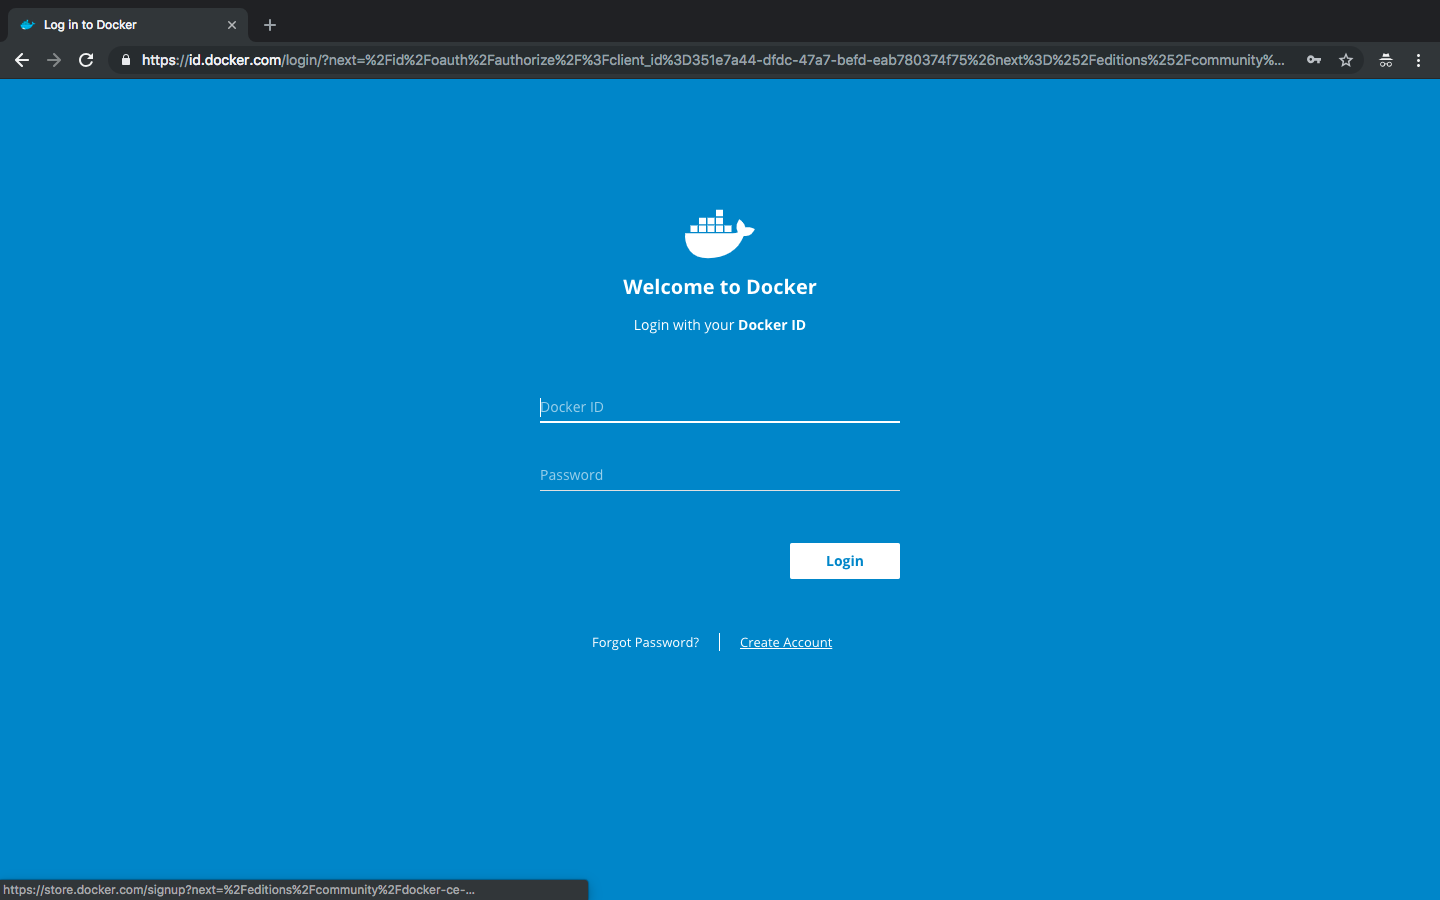 Log in to Docker
https://id.docker.com/login/?next=%2Fid%2Foauth%2Fauthorize%2F%3Fclient_id%3D351e7a44-dfdc-47a7-befd-eab780374f75%26next%3D%252Feditions%252Fcommunity%...
Welcome to Docker
Login with your Docker ID
Docker ID
Password
Login
Forgot Password?
Create Account
https://store.docker.com/signup?next=%2Feditions%2Fcommunity%2Fdocker-ce-...